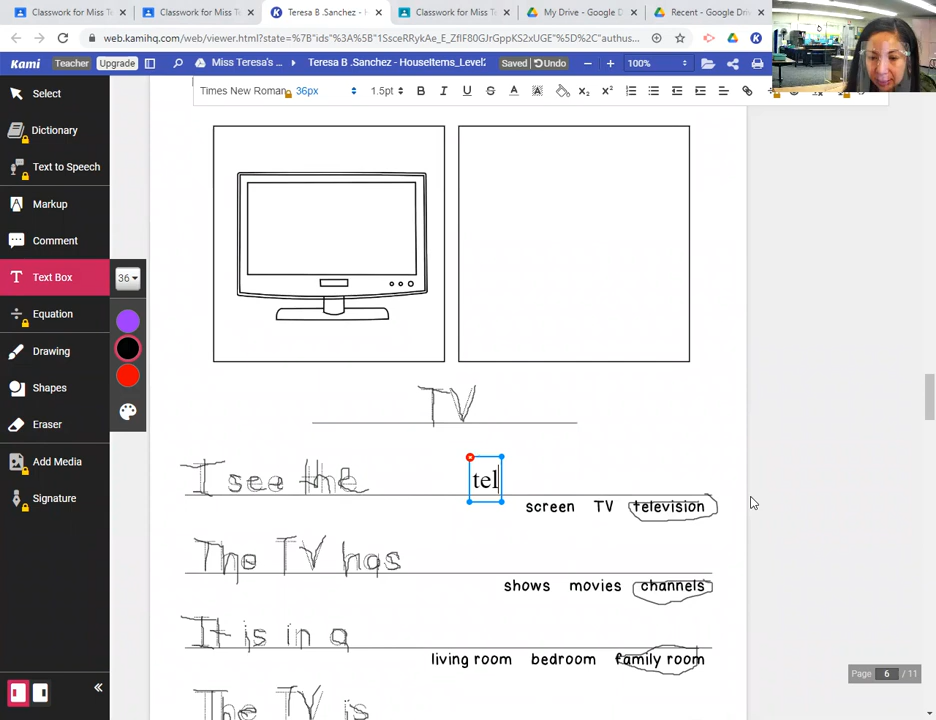 Classwork for Miss T
Classwork for Miss T
Teresa B .Sanchez - H
Classwork for Miss Te
My Drive - Google D
Recent - Google Driv
web.kamihq.com/web/viewer.html?state=%7B"ids"%3A%5B"1SsceRRykAe_E_ZflF80GJrGppKS2xUGE"%5D%2C"authus
Kami Teacher Upgrade Miss Teresa's ... Teresa B .Sanchez - HouseItems_Level2 Saved Undo 100%
Times New Roman 36px 1.5pt B I U S A A X₂ X²
Select
Dictionary
Text to Speech
Markup
Comment
Text Box 36
Equation
Drawing
Shapes
Eraser
Add Media
Signature
TV
I see the tel
screen TV television
The TV has
shows movies channels
It is in a
living room bedroom family room
The TV is
Page 6 / 11